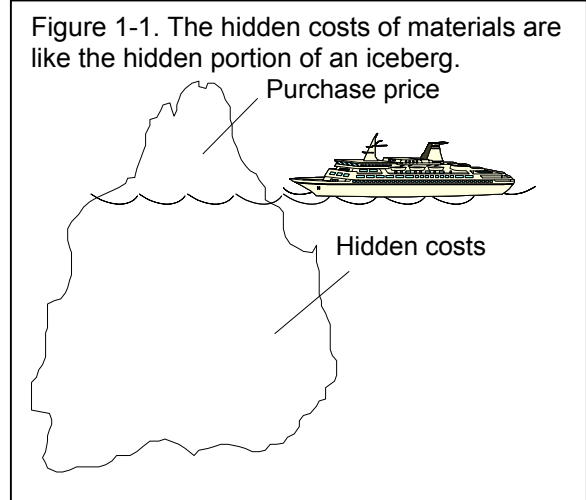 Figure 1-1. The hidden costs of materials are
like the hidden portion of an iceberg.
Purchase price
Hidden costs